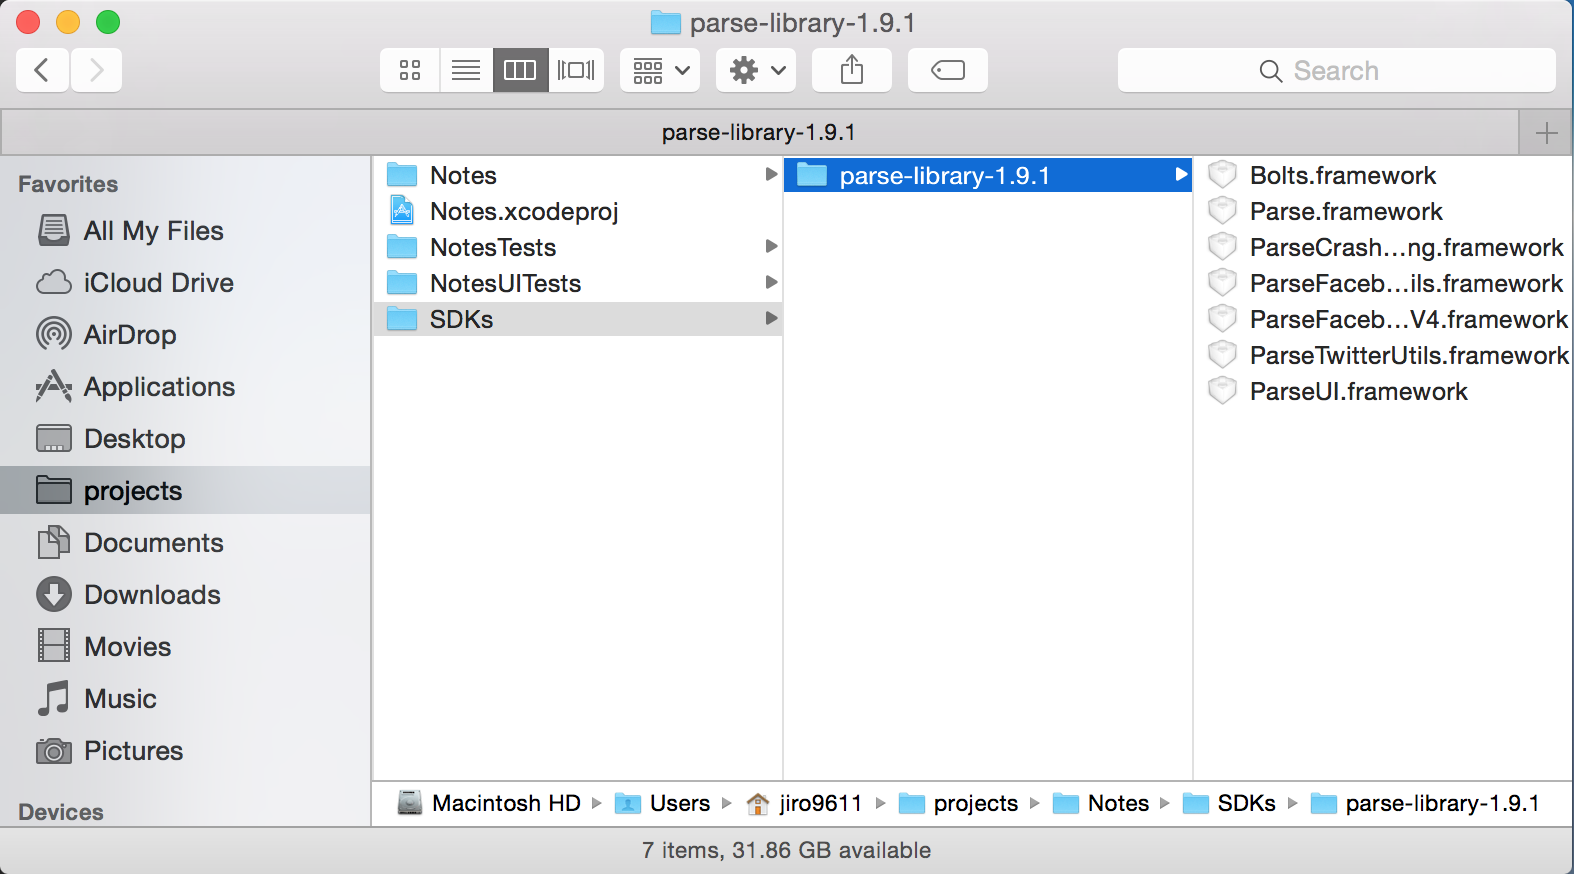 parse-library-1.9.1
Search
parse-library-1.9.1
Favorites
All My Files
iCloud Drive
AirDrop
Applications
Desktop
projects
Documents
Downloads
Movies
Music
Pictures
Devices
Notes
Notes.xcodeproj
NotesTests
NotesUITests
SDKs
parse-library-1.9.1
Bolts.framework
Parse.framework
ParseCrash...ng.framework
ParseFaceb...ils.framework
ParseFaceb...V4.framework
ParseTwitterUtils.framework
ParseUI.framework
Macintosh HD Users jiro9611 projects Notes SDKs parse-library-1.9.1
7 items, 31.86 GB available